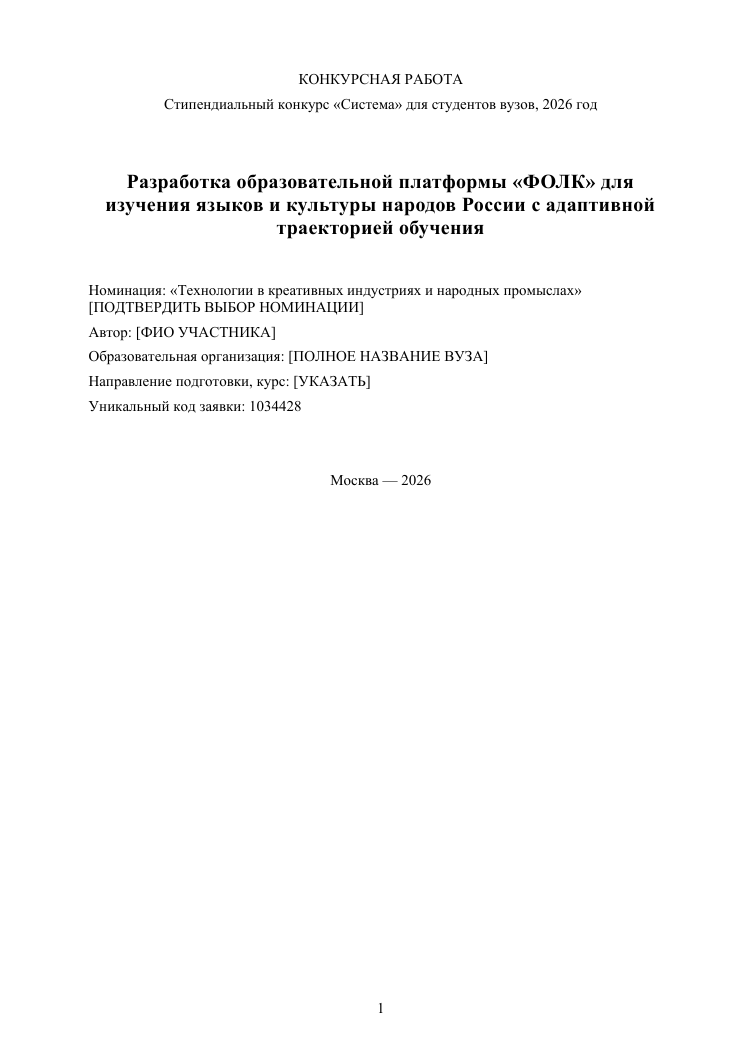 КОНКУРСНАЯ РАБОТА
Стипендиальный конкурс «Система» для студентов вузов, 2026 год
Разработка образовательной платформы «ФОЛК» для
изучения языков и культуры народов России с адаптивной
траекторией обучения
Номинация: «Технологии в креативных индустриях и народных промыслах»
[ПОДТВЕРДИТЬ ВЫБОР НОМИНАЦИИ]
Автор: [ФИО УЧАСТНИКА]
Образовательная организация: [ПОЛНОЕ НАЗВАНИЕ ВУЗА]
Направление подготовки, курс: [УКАЗАТЬ]
Уникальный код заявки: 1034428
Москва — 2026
1